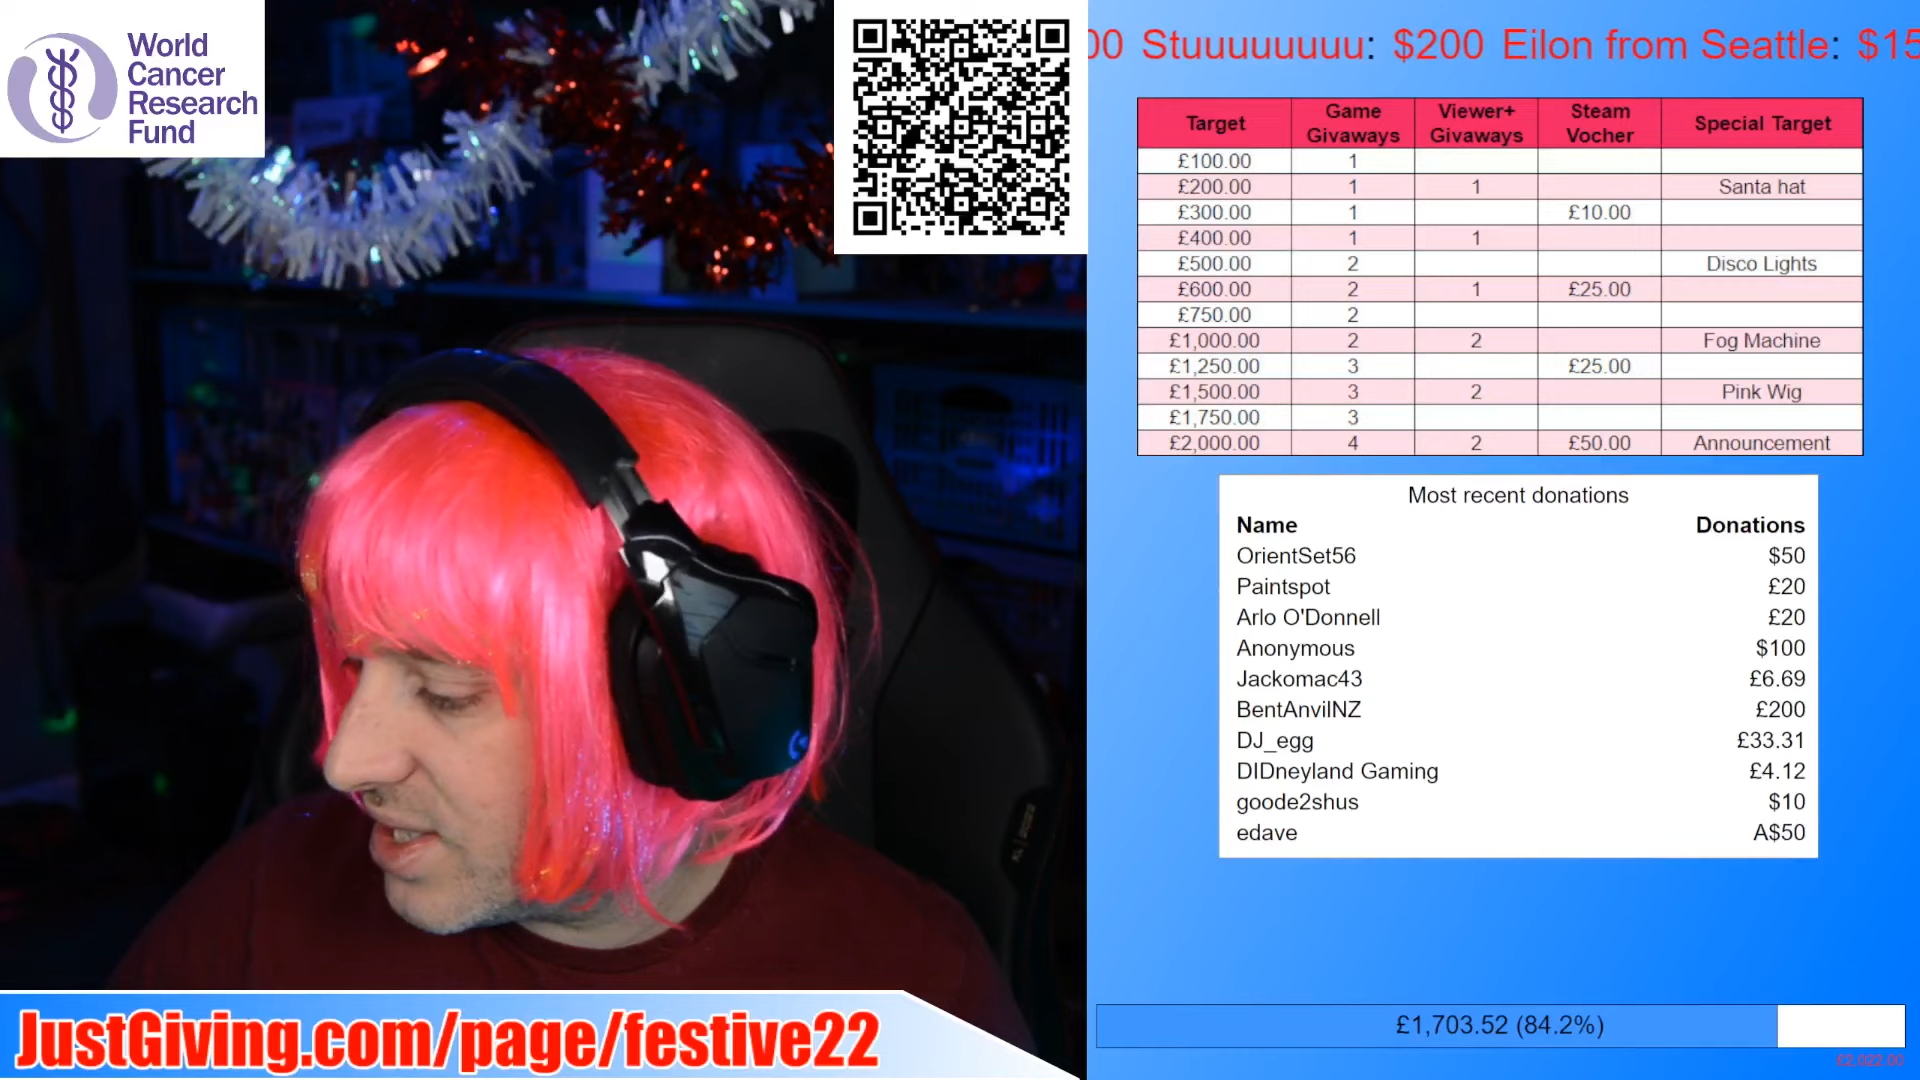 World
Cancer
Research
Fund
00 Stuuuuuuuu: $200 Eilon from Seattle: $15
Target Game Givaways Viewer+ Givaways Steam Vocher Special Target
£100.00 1
£200.00 1 1 Santa hat
£300.00 1 £10.00
£400.00 1 1
£500.00 2 Disco Lights
£600.00 2 1 £25.00
£750.00 2
£1,000.00 2 2 Fog Machine
£1,250.00 3 £25.00
£1,500.00 3 2 Pink Wig
£1,750.00 3
£2,000.00 4 2 £50.00 Announcement
Most recent donations
Name Donations
OrientSet56 $50
Paintspot £20
Arlo O'Donnell £20
Anonymous $100
Jackomac43 £6.69
BentAnvilNZ £200
DJ_egg £33.31
DIDneyland Gaming £4.12
goode2shus $10
edave A$50
£1,703.52 (84.2%)
£2,022.00
JustGiving.com/page/festive22